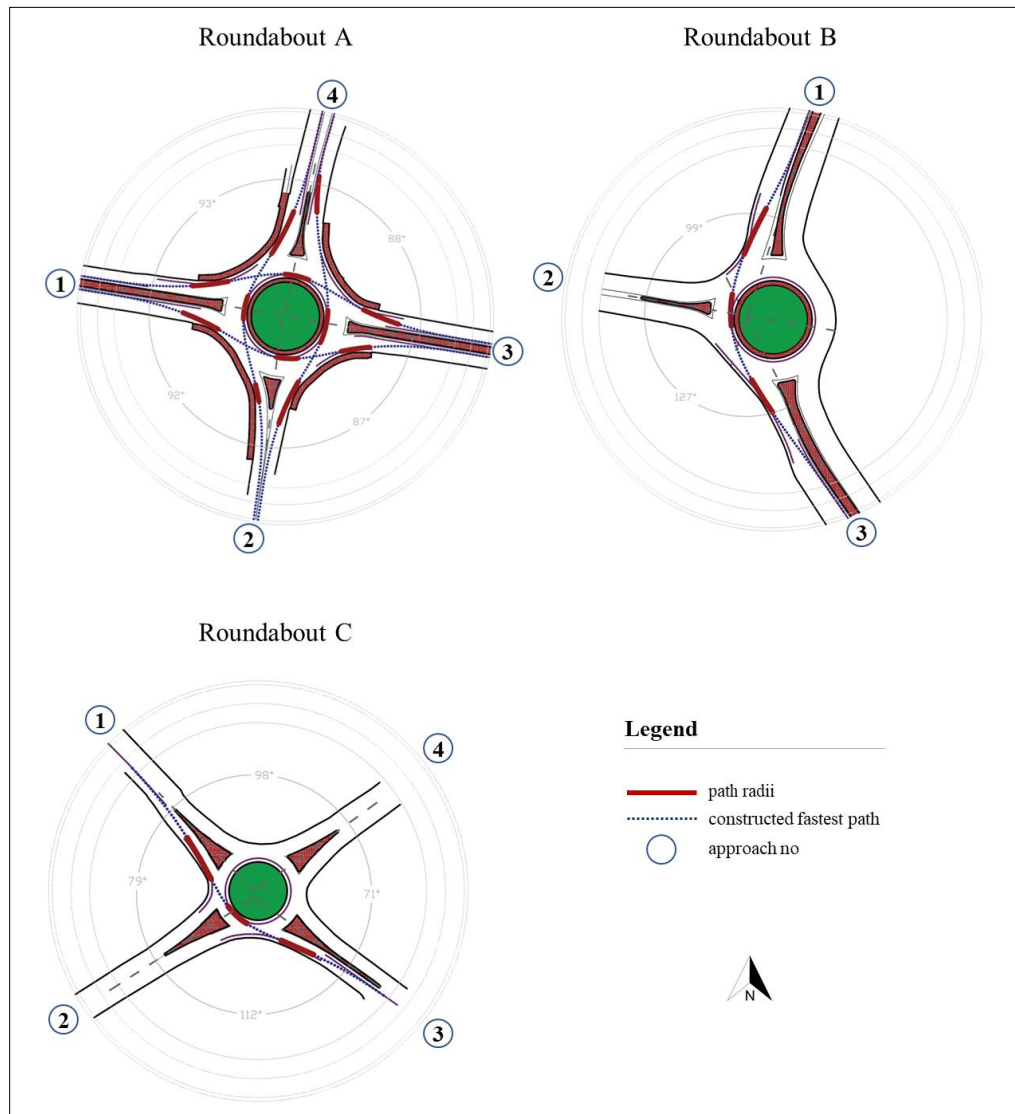 Roundabout A
Roundabout B
4
93°
88°
1
3
92°
87°
2
1
99°
2
127°
3
Roundabout C
1
4
98°
79°
71°
2
112°
3
Legend
path radii
constructed fastest path
approach no
N